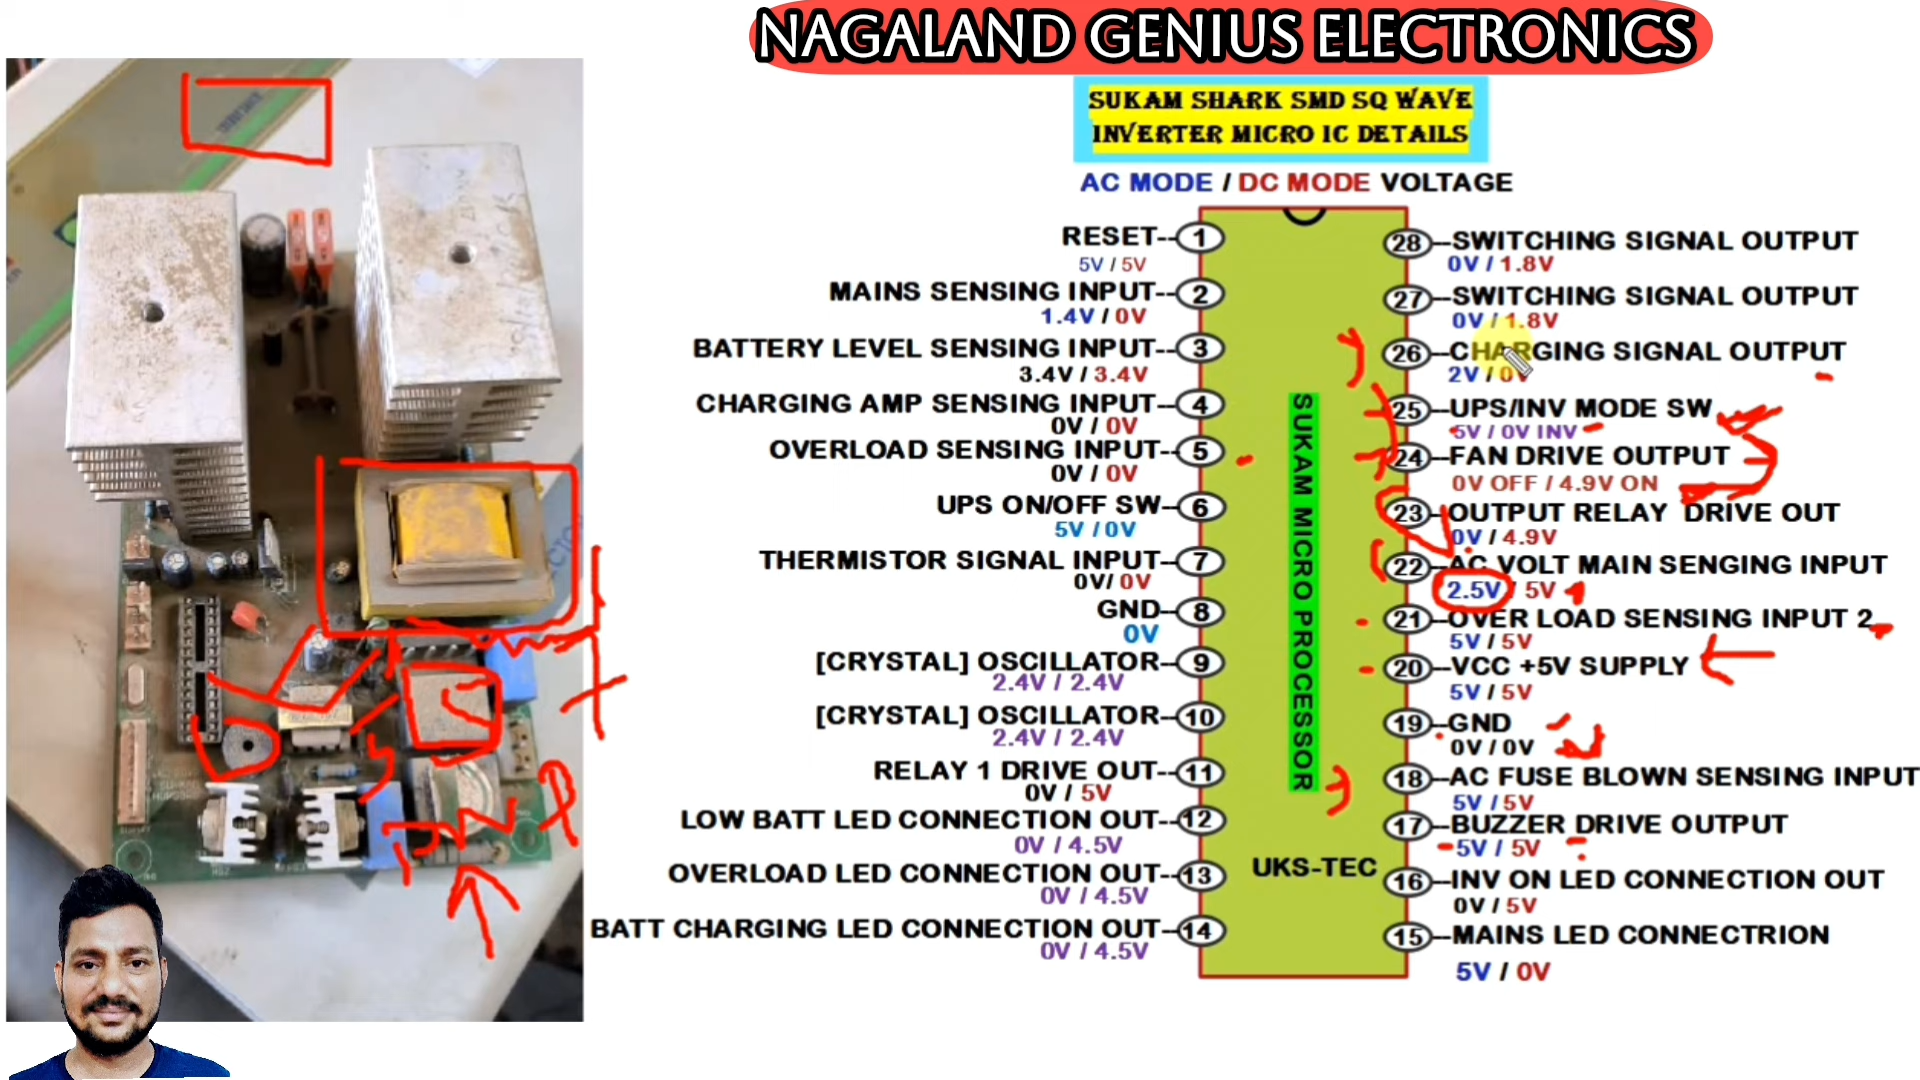 NAGALAND GENIUS ELECTRONICS
SUKAM SHARK SMD SQ WAVE
INVERTER MICRO IC DETAILS
AC MODE / DC MODE VOLTAGE
RESET--1
5V / 5V
MAINS SENSING INPUT--2
1.4V / 0V
BATTERY LEVEL SENSING INPUT--3
3.4V / 3.4V
CHARGING AMP SENSING INPUT--4
0V / 0V
OVERLOAD SENSING INPUT--5
0V / 0V
UPS ON/OFF SW--6
5V / 0V
THERMISTOR SIGNAL INPUT--7
0V/ 0V
GND--8
0V
[CRYSTAL] OSCILLATOR--9
2.4V / 2.4V
[CRYSTAL] OSCILLATOR--10
2.4V / 2.4V
RELAY 1 DRIVE OUT--11
0V / 5V
LOW BATT LED CONNECTION OUT--12
0V / 4.5V
OVERLOAD LED CONNECTION OUT--13
0V / 4.5V
BATT CHARGING LED CONNECTION OUT--14
0V / 4.5V
SUKAM MICRO PROCESSOR
UKS-TEC
28-SWITCHING SIGNAL OUTPUT
0V / 1.8V
27-SWITCHING SIGNAL OUTPUT
0V / 1.8V
26-CHARGING SIGNAL OUTPUT
2V / 0V
25-UPS/INV MODE SW
5V / 0V INV
24-FAN DRIVE OUTPUT
0V OFF / 4.9V ON
23-OUTPUT RELAY DRIVE OUT
0V / 4.9V
22-AC VOLT MAIN SENGING INPUT
2.5V / 5V
21-OVER LOAD SENSING INPUT 2
5V / 5V
20-VCC +5V SUPPLY
5V / 5V
19-GND
0V / 0V
18-AC FUSE BLOWN SENSING INPUT
5V / 5V
17-BUZZER DRIVE OUTPUT
5V / 5V
16-INV ON LED CONNECTION OUT
0V / 5V
15-MAINS LED CONNECTRION
5V / 0V